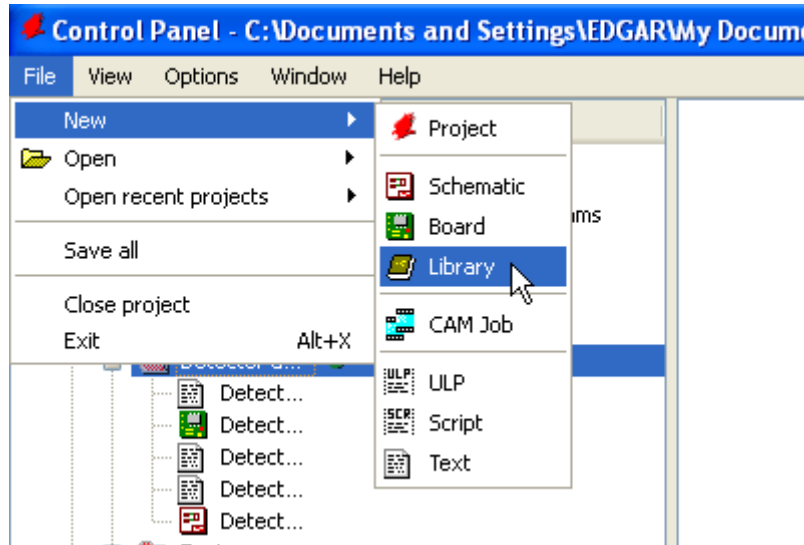 Control Panel - C:\Documents and Settings\EDGAR\My Docume
File View Options Window Help
New
Open
Open recent projects
Save all
Close project
Exit Alt+X
Project
Schematic
Board
Library
CAM Job
ULP
ULP
SCR
Script
Text
ams
Detect...
Detect...
Detect...
Detect...
Detect...